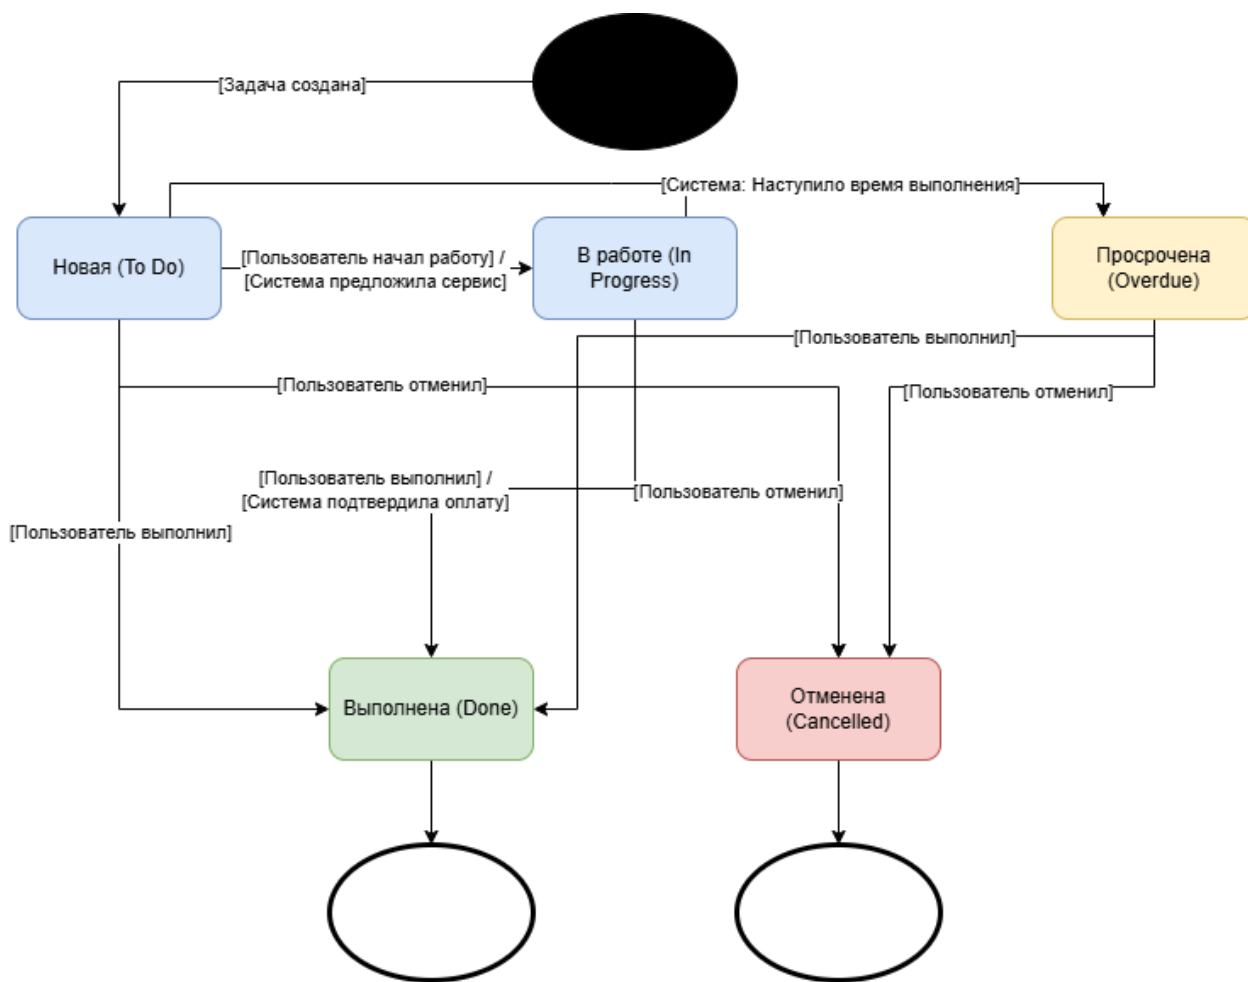 [Задача создана]
[Система: Наступило время выполнения]
Новая (To Do)
[Пользователь начал работу] /
[Система предложила сервис]
В работе (In
Progress)
Просрочена
(Overdue)
[Пользователь выполнил]
[Пользователь отменил]
[Пользователь отменил]
[Пользователь выполнил] /
[Система подтвердила оплату]
[Пользователь отменил]
[Пользователь выполнил]
Выполнена (Done)
Отменена
(Cancelled)